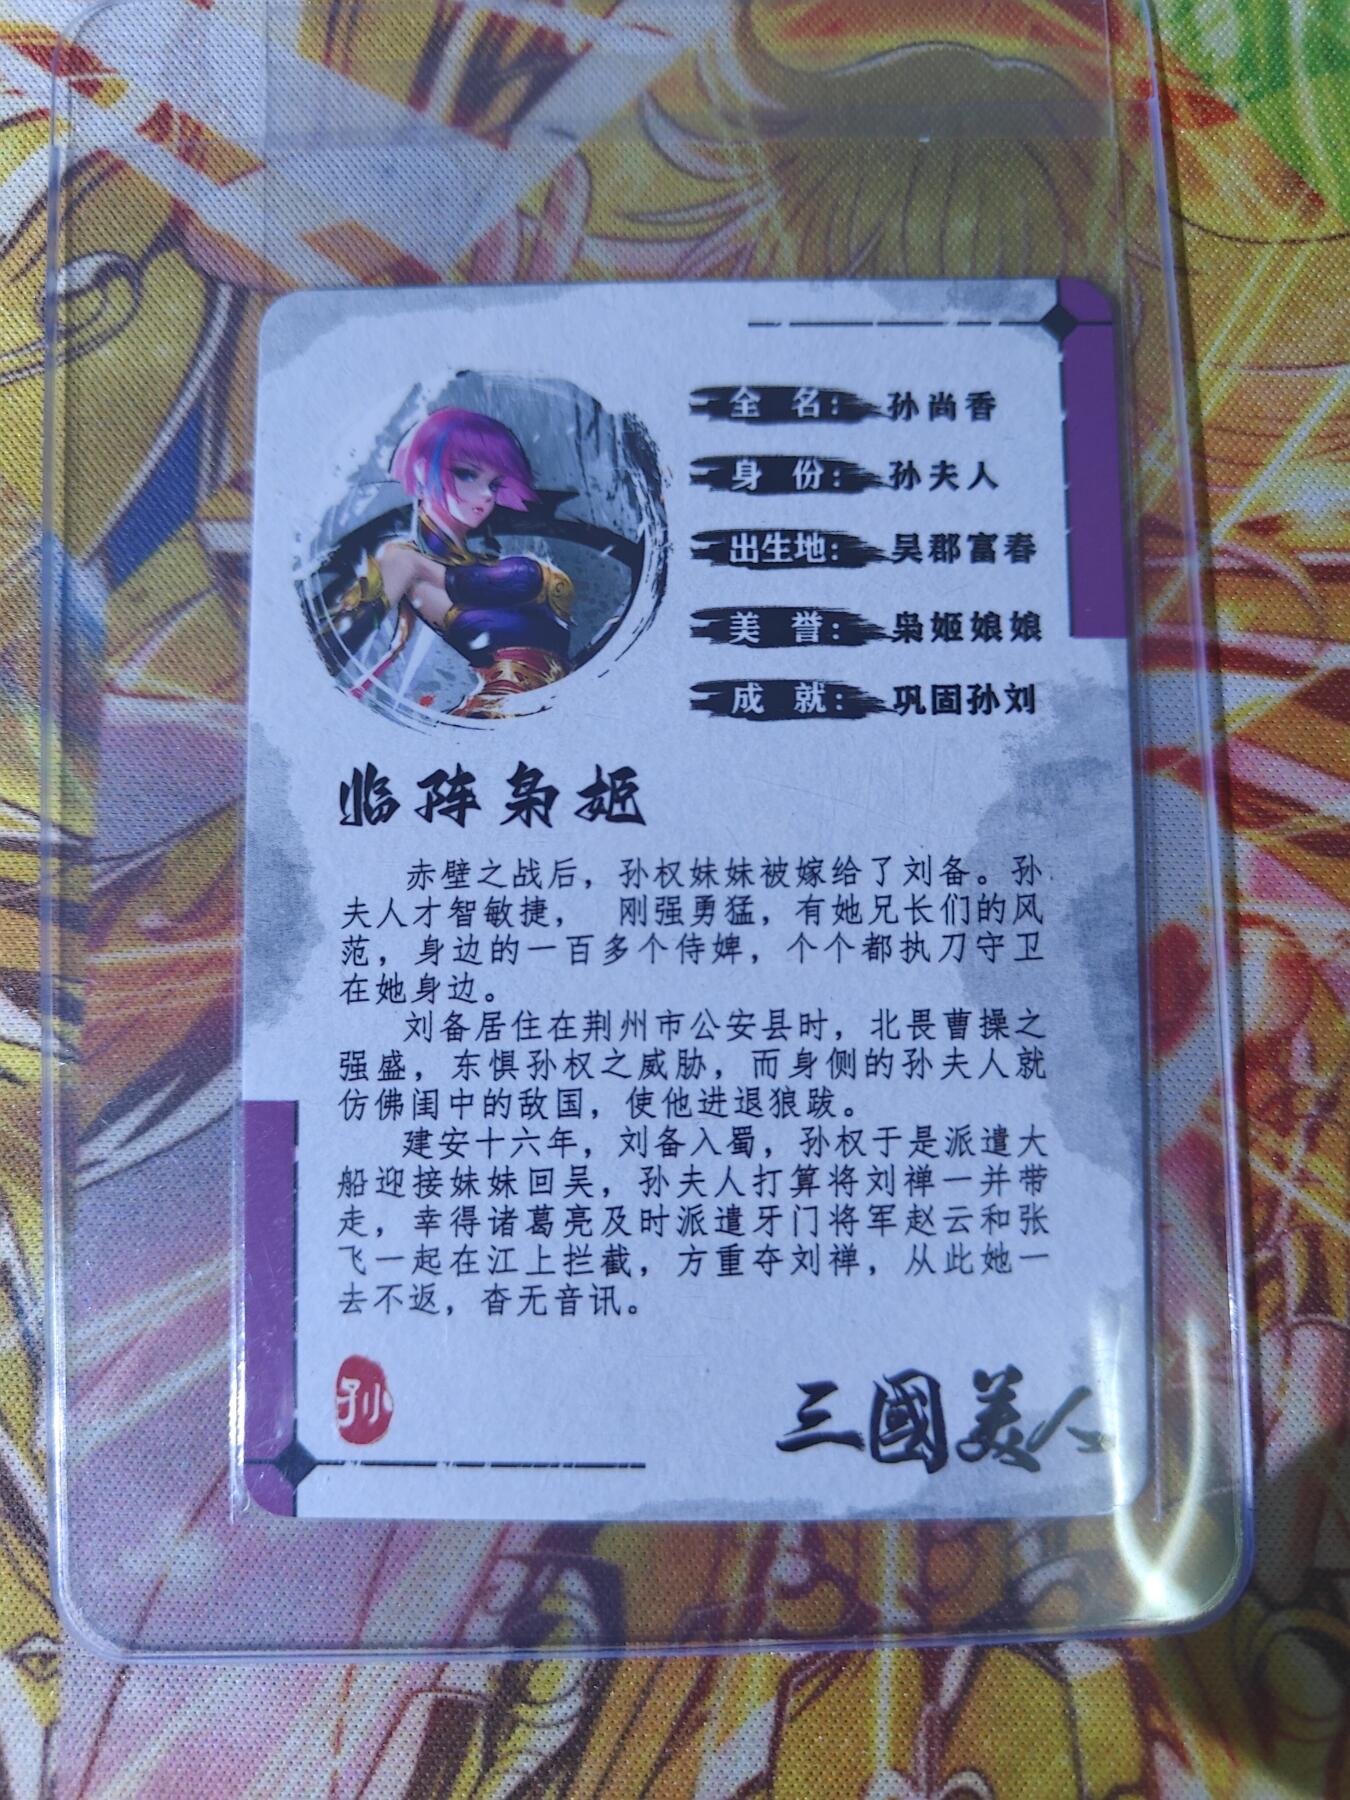 全名：孙尚香
身份：孙夫人
出生地：吴郡富春
美誉：枭姬娘娘
成就：巩固孙刘
临阵枭姬
赤壁之战后，孙权妹妹被嫁给了刘备。孙
夫人才智敏捷， 刚强勇猛，有她兄长们的风
范，身边的一百多个侍婢，个个都执刀守卫
在她身边。
刘备居住在荆州市公安县时，北畏曹操之
强盛，东惧孙权之威胁，而身侧的孙夫人就
仿佛闺中的敌国，使他进退狼跋。
建安十六年，刘备入蜀，孙权于是派遣大
船迎接妹妹回吴，孙夫人打算将刘禅一并带
走，幸得诸葛亮及时派遣牙门将军赵云和张
飞一起在江上拦截，方重夺刘禅，从此她一
去不返，杳无音讯。
孙
三國美人